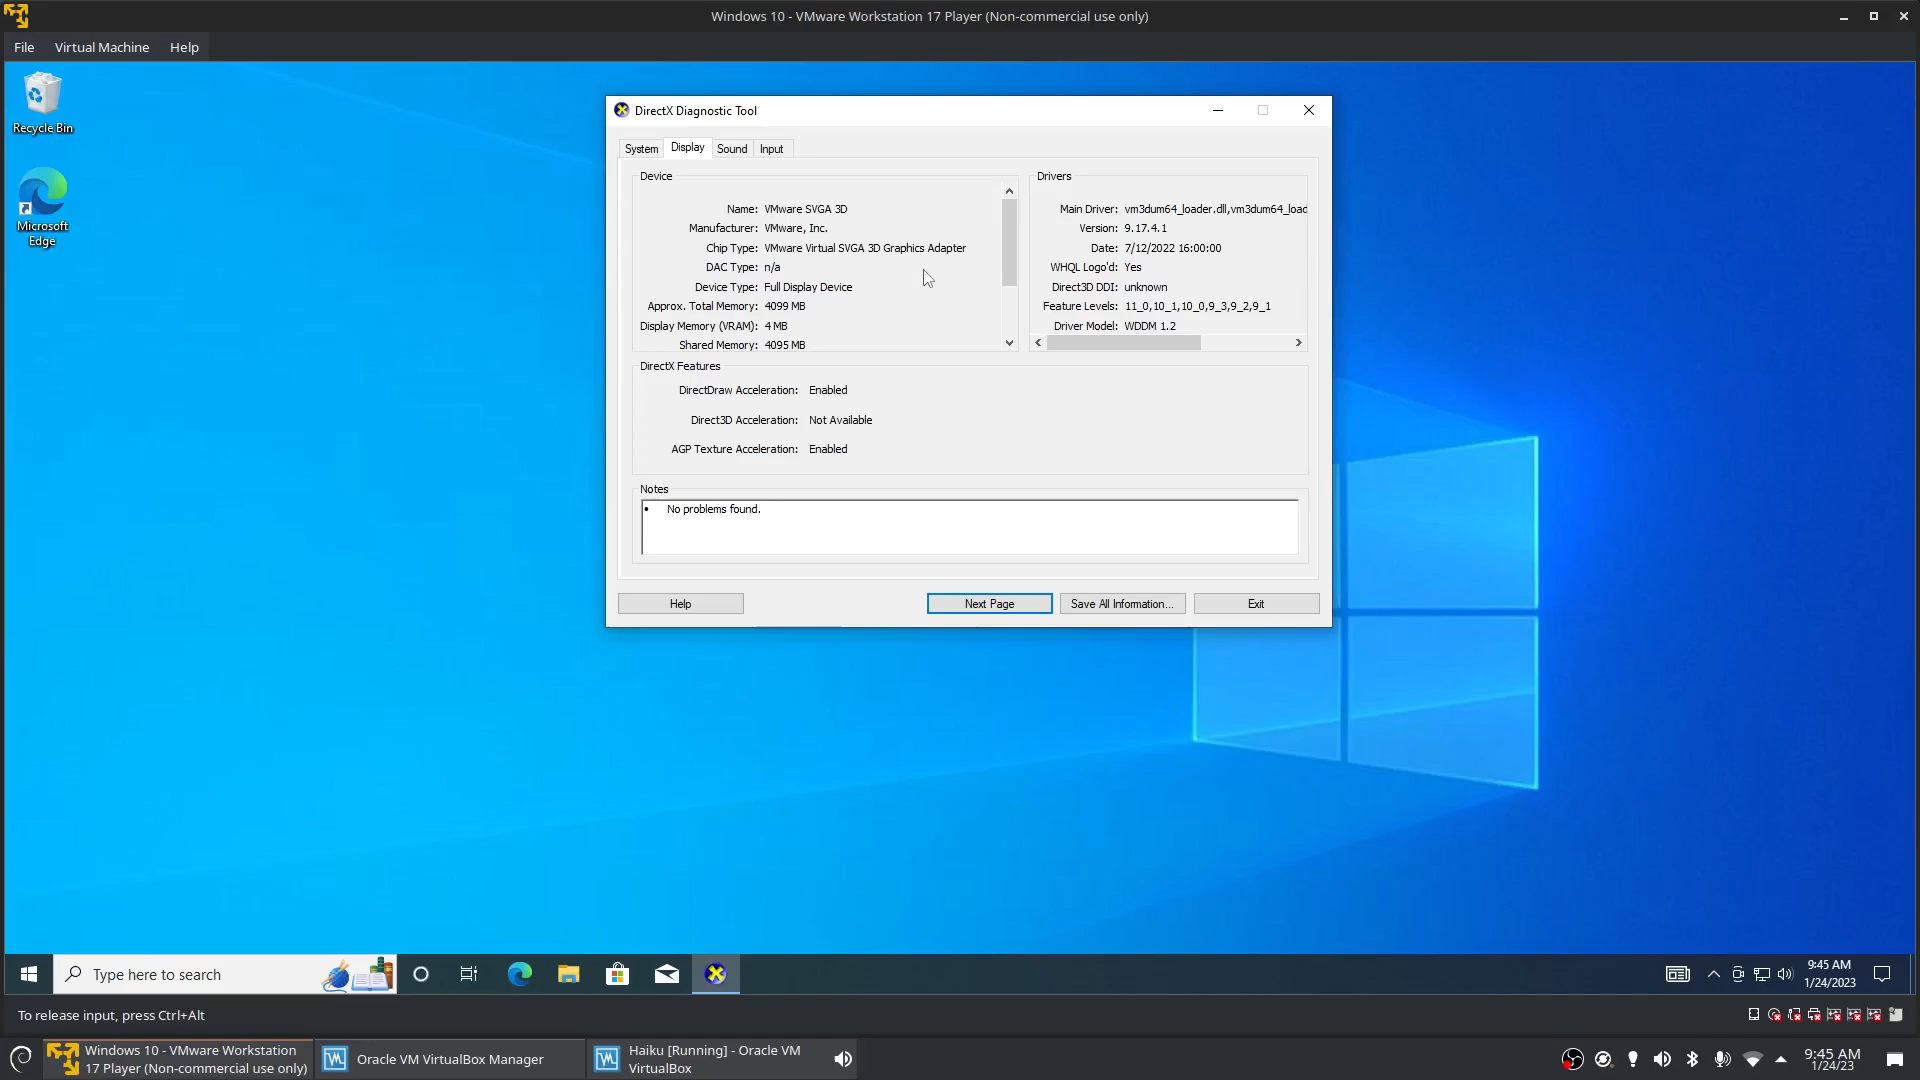 Windows 10 - VMware Workstation 17 Player (Non-commercial use only)
File Virtual Machine Help
Recycle Bin
Microsoft
Edge
DirectX Diagnostic Tool
System Display Sound Input
Device
Name: VMware SVGA 3D
Manufacturer: VMware, Inc.
Chip Type: VMware Virtual SVGA 3D Graphics Adapter
DAC Type: n/a
Device Type: Full Display Device
Approx. Total Memory: 4099 MB
Display Memory (VRAM): 4 MB
Shared Memory: 4095 MB
Drivers
Main Driver: vm3dum64_loader.dll,vm3dum64_load
Version: 9.17.4.1
Date: 7/12/2022 16:00:00
WHQL Logo'd: Yes
Direct3D DDI: unknown
Feature Levels: 11_0,10_1,10_0,9_3,9_2,9_1
Driver Model: WDDM 1.2
DirectX Features
DirectDraw Acceleration: Enabled
Direct3D Acceleration: Not Available
AGP Texture Acceleration: Enabled
Notes
• No problems found.
Help Next Page Save All Information... Exit
Type here to search
9:45 AM
1/24/2023
To release input, press Ctrl+Alt
Windows 10 - VMware Workstation
17 Player (Non-commercial use only)
Oracle VM VirtualBox Manager
Haiku [Running] - Oracle VM
VirtualBox
9:45 AM
1/24/23